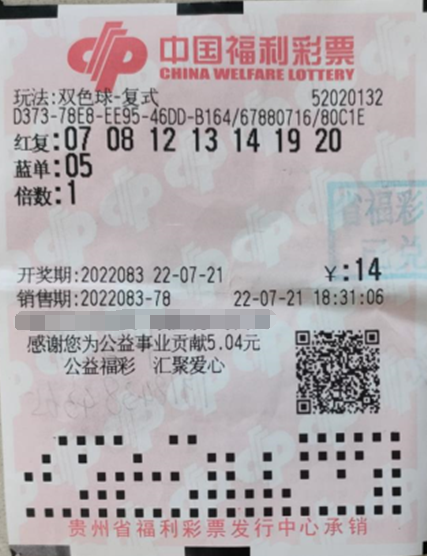 中国福利彩票
CHINA WELFARE LOTTERY
玩法:双色球-复式 52020132
D373-78E8-EE95-46DD-B164/67880716/80C1E
红复:07 08 12 13 14 19 20
蓝单:05
倍数:1
省福彩
已兑
开奖期:2022083 22-07-21 ¥:14
销售期:2022083-78 22-07-21 18:31:06
感谢您为公益事业贡献5.04元
公益福彩 汇聚爱心
贵州省福利彩票发行中心承销